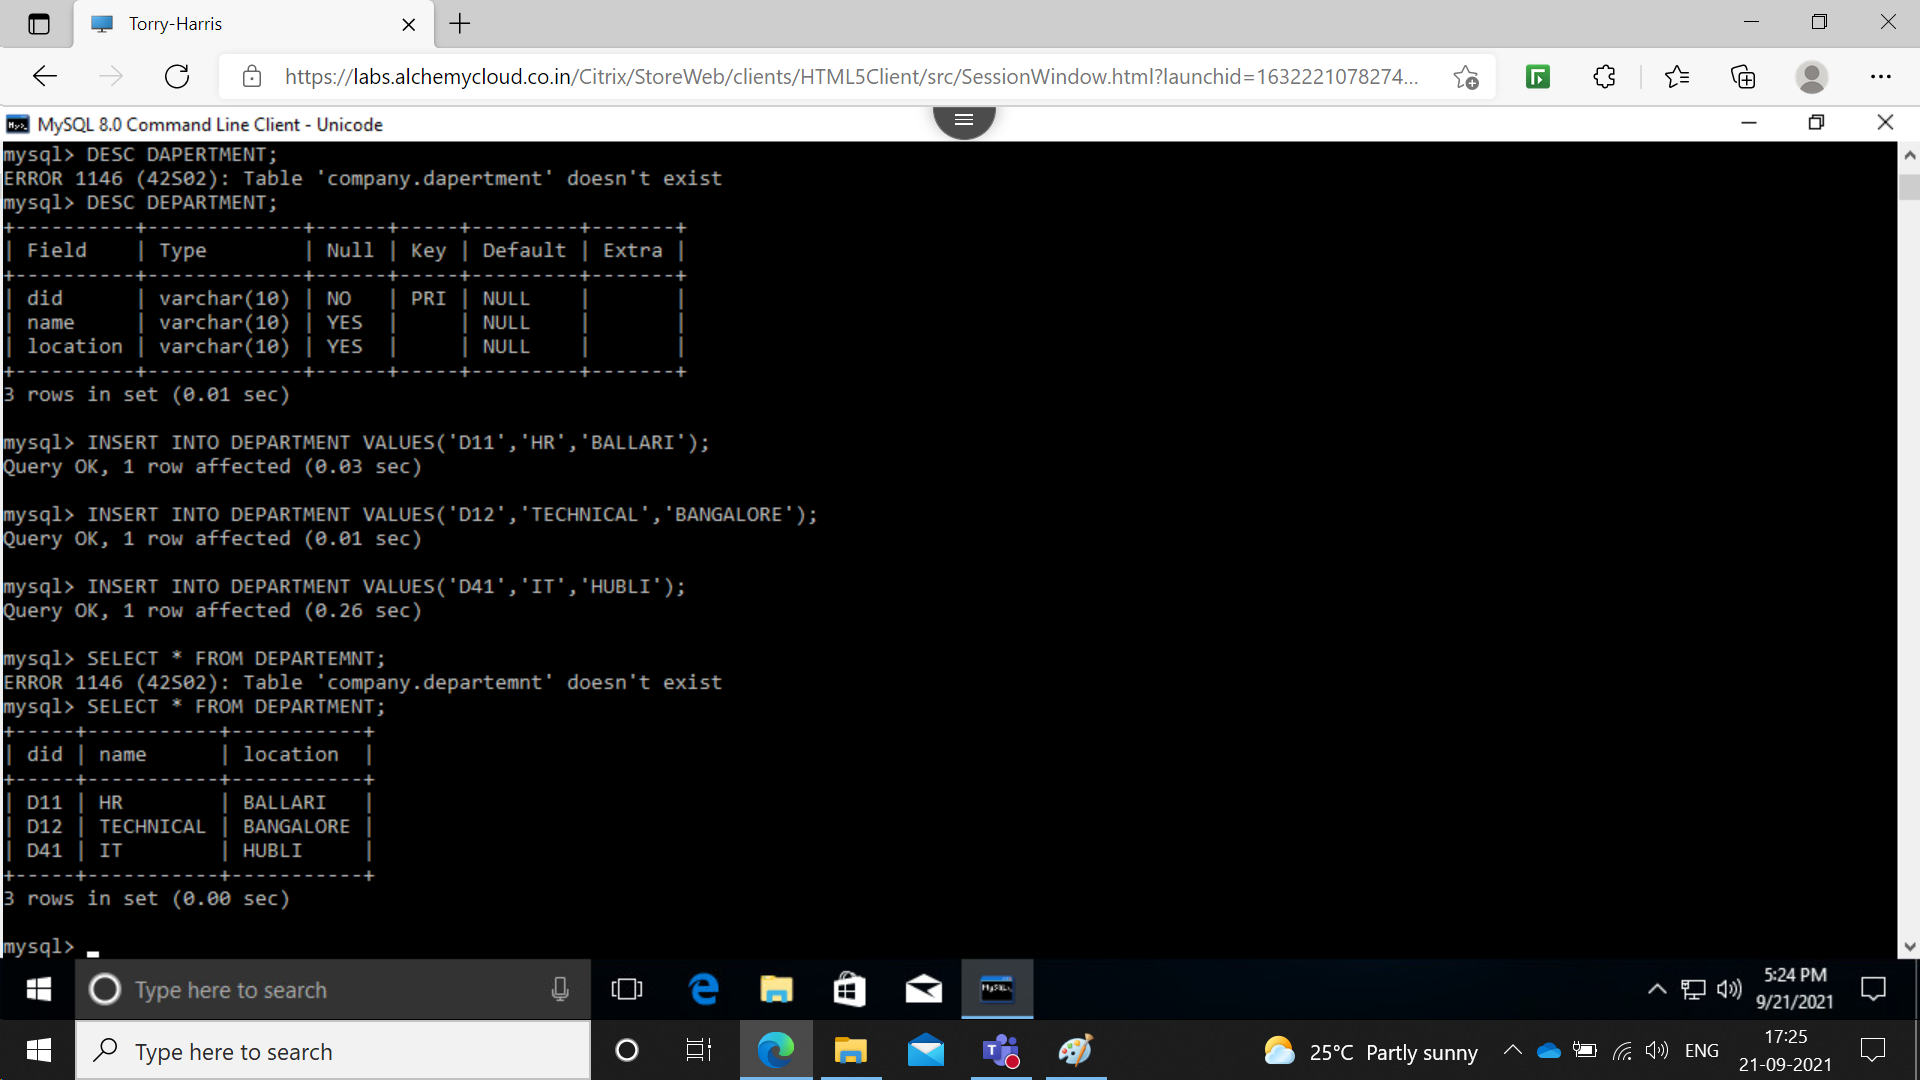 Torry-Harris
https://labs.alchemycloud.co.in/Citrix/StoreWeb/clients/HTML5Client/src/SessionWindow.html?launchid=1632221078274...
MySQL 8.0 Command Line Client - Unicode
mysql> DESC DAPERTMENT;
ERROR 1146 (42S02): Table 'company.dapertment' doesn't exist
mysql> DESC DEPARTMENT;
+----------+-------------+------+-----+---------+-------+
| Field    | Type        | Null | Key | Default | Extra |
+----------+-------------+------+-----+---------+-------+
| did      | varchar(10) | NO   | PRI | NULL    |       |
| name     | varchar(10) | YES  |     | NULL    |       |
| location | varchar(10) | YES  |     | NULL    |       |
+----------+-------------+------+-----+---------+-------+
3 rows in set (0.01 sec)
mysql> INSERT INTO DEPARTMENT VALUES('D11','HR','BALLARI');
Query OK, 1 row affected (0.03 sec)
mysql> INSERT INTO DEPARTMENT VALUES('D12','TECHNICAL','BANGALORE');
Query OK, 1 row affected (0.01 sec)
mysql> INSERT INTO DEPARTMENT VALUES('D41','IT','HUBLI');
Query OK, 1 row affected (0.26 sec)
mysql> SELECT * FROM DEPARTEMNT;
ERROR 1146 (42S02): Table 'company.departemnt' doesn't exist
mysql> SELECT * FROM DEPARTMENT;
+-----+-----------+-----------+
| did | name      | location  |
+-----+-----------+-----------+
| D11 | HR        | BALLARI   |
| D12 | TECHNICAL | BANGALORE |
| D41 | IT        | HUBLI     |
+-----+-----------+-----------+
3 rows in set (0.00 sec)
mysql>
Type here to search
5:24 PM
9/21/2021
Type here to search
25°C Partly sunny
ENG
17:25
21-09-2021